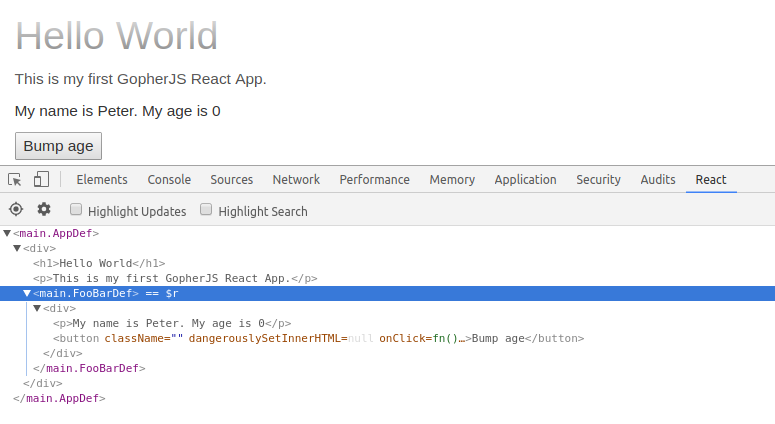 Hello World
This is my first GopherJS React App.
My name is Peter. My age is 0
Bump age
Elements Console Sources Network Performance Memory Application Security Audits React
Highlight Updates Highlight Search
<main.AppDef>
<div>
<h1>Hello World</h1>
<p>This is my first GopherJS React App.</p>
<main.FooBarDef> == $r
<div>
<p>My name is Peter. My age is 0</p>
<button className="" dangerouslySetInnerHTML=null onClick=fn()…>Bump age</button>
</div>
</main.FooBarDef>
</div>
</main.AppDef>